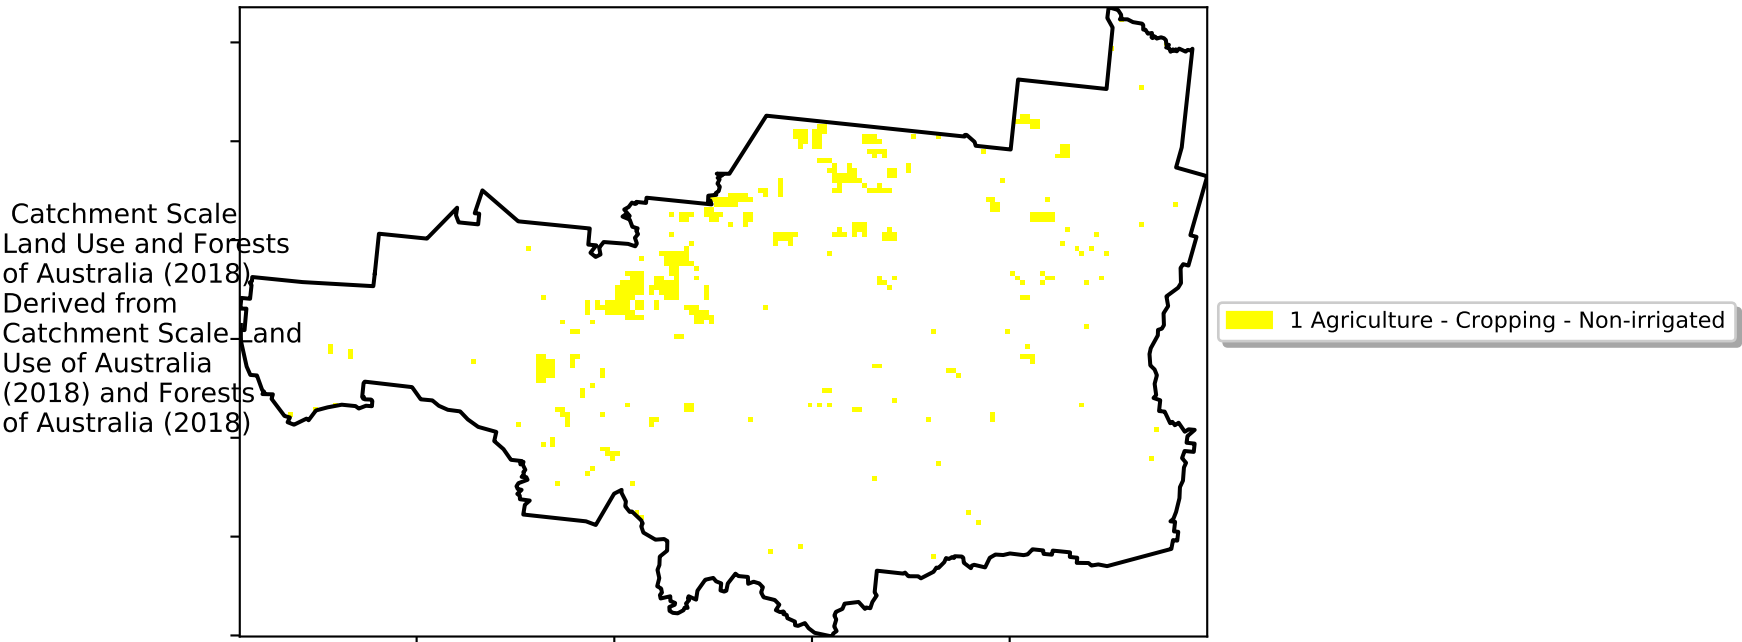 Catchment Scale
Land Use and Forests
of Australia (2018)
Derived from
Catchment Scale Land
Use of Australia
(2018) and Forests
of Australia (2018)
1 Agriculture - Cropping - Non-irrigated